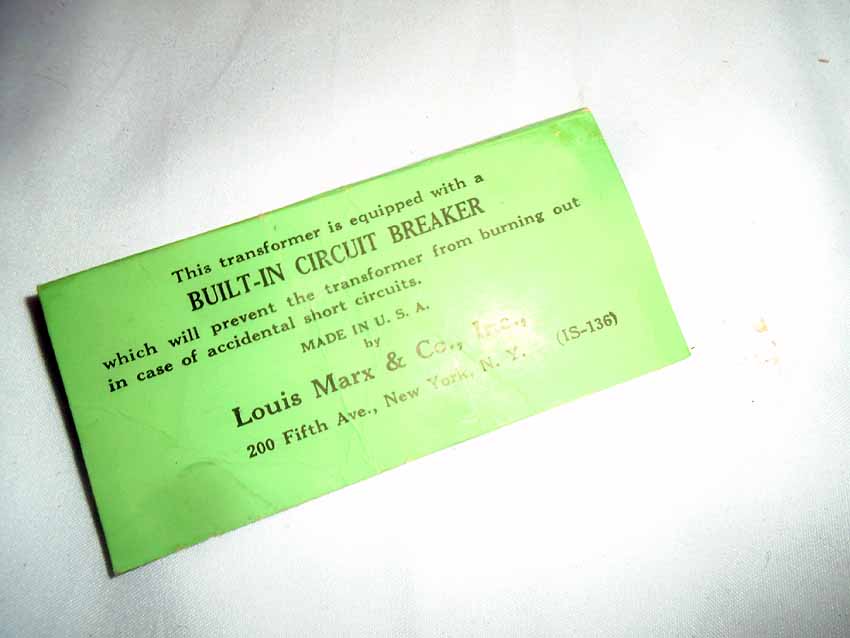 This transformer is equipped with a
BUILT-IN CIRCUIT BREAKER
which will prevent the transformer from burning out
in case of accidental short circuits.
MADE IN U. S. A.
by
Louis Marx & Co., Inc.,
200 Fifth Ave., New York, N. Y. (IS-136)